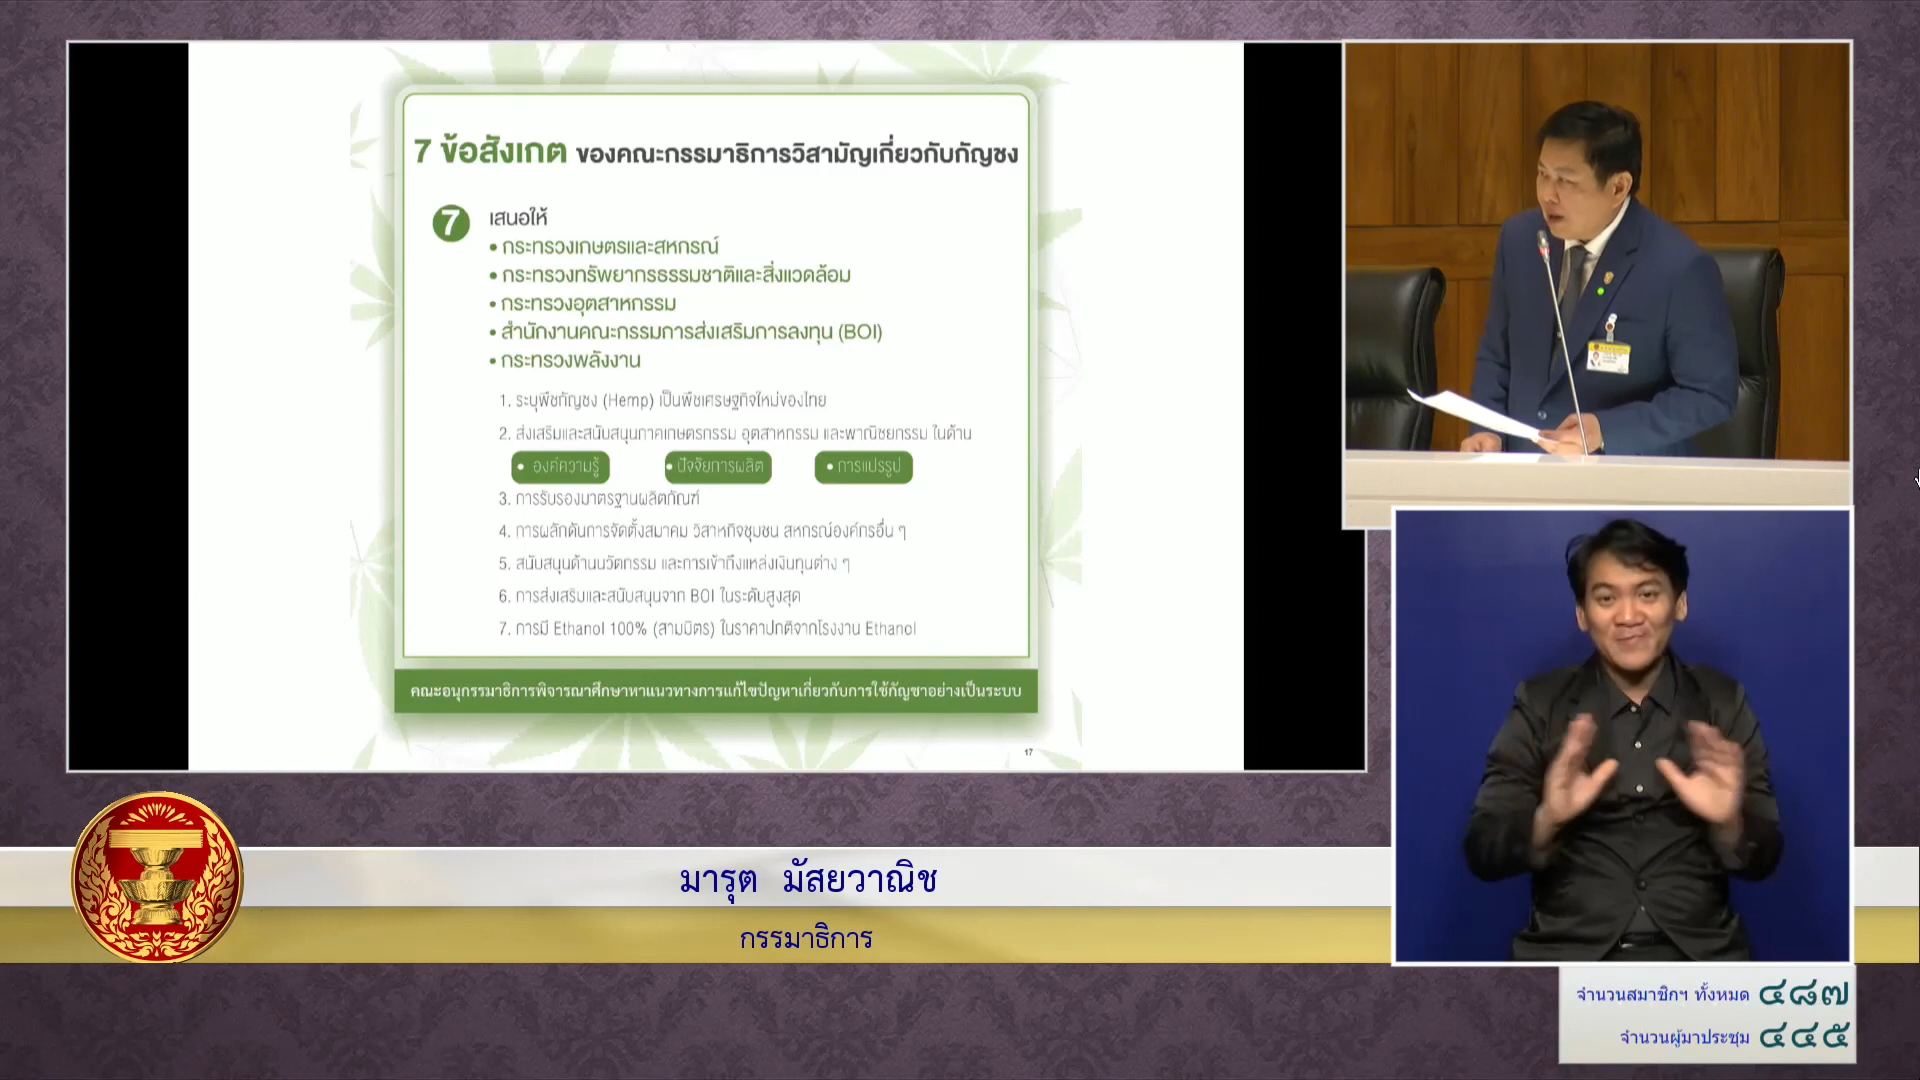 7 ข้อสังเกต ของคณะกรรมาธิการวิสามัญเกี่ยวกับกัญชง
7 เสนอให้
• กระทรวงเกษตรและสหกรณ์
• กระทรวงทรัพยากรธรรมชาติและสิ่งแวดล้อม
• กระทรวงอุตสาหกรรม
• สำนักงานคณะกรรมการส่งเสริมการลงทุน (BOI)
• กระทรวงพลังงาน
1. ระบุพืชกัญชง (Hemp) เป็นพืชเศรษฐกิจใหม่ของไทย
2. ส่งเสริมและสนับสนุนภาคเกษตรกรรม อุตสาหกรรม และพาณิชยกรรม ในด้าน
• องค์ความรู้ • ปัจจัยการผลิต • การแปรรูป
3. การรับรองมาตรฐานผลิตภัณฑ์
4. การผลักดันการจัดตั้งสมาคม วิสาหกิจชุมชน สหกรณ์องค์กรอื่น ๆ
5. สนับสนุนด้านนวัตกรรม และการเข้าถึงแหล่งเงินทุนต่าง ๆ
6. การส่งเสริมและสนับสนุนจาก BOI ในระดับสูงสุด
7. การมี Ethanol 100% (สามมิตร) ในราคาปกติจากโรงงาน Ethanol
คณะอนุกรรมาธิการพิจารณาศึกษาหาแนวทางการแก้ไขปัญหาเกี่ยวกับการใช้กัญชาอย่างเป็นระบบ
17
มารุต มัสยวาณิช
กรรมาธิการ
จำนวนสมาชิกฯ ทั้งหมด ๔๘๗
จำนวนผู้มาประชุม ๔๔๕